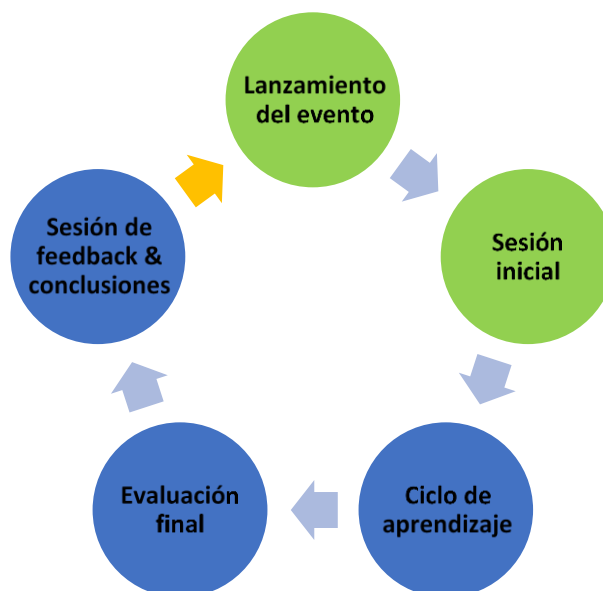 Lanzamiento
del evento
Sesión
inicial
Ciclo de
aprendizaje
Evaluación
final
Sesión de
feedback &
conclusiones